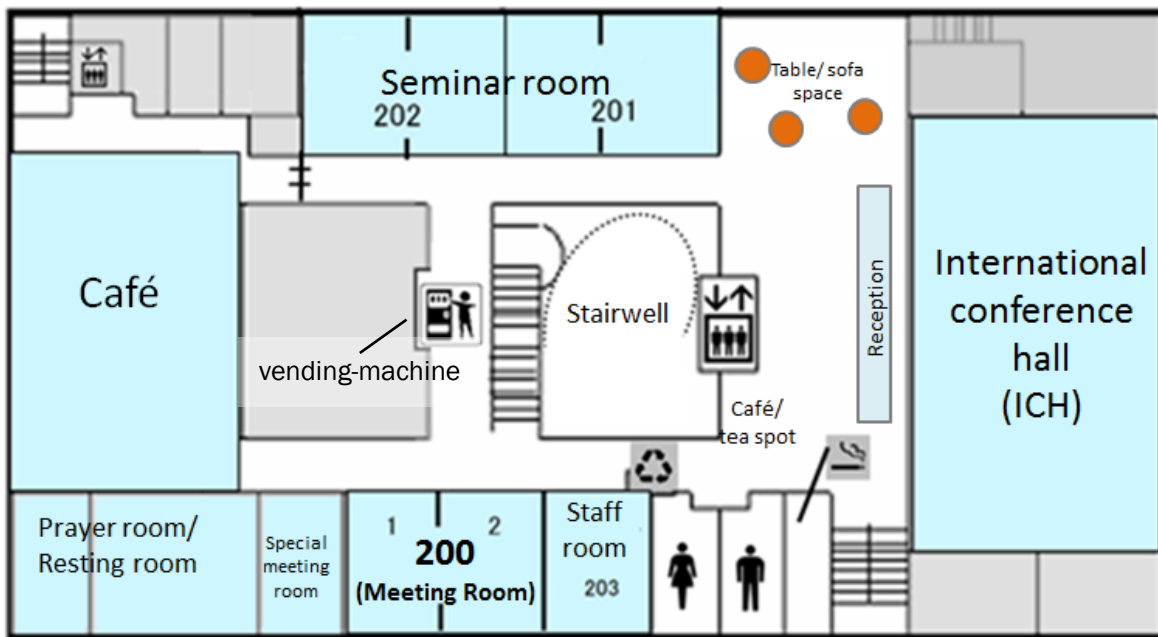 Seminar room
202
201
Table/ sofa
space
Café
vending-machine
Stairwell
Reception
International
conference
hall
(ICH)
Café/
tea spot
Prayer room/
Resting room
Special
meeting
room
1
2
200
(Meeting Room)
Staff
room
203